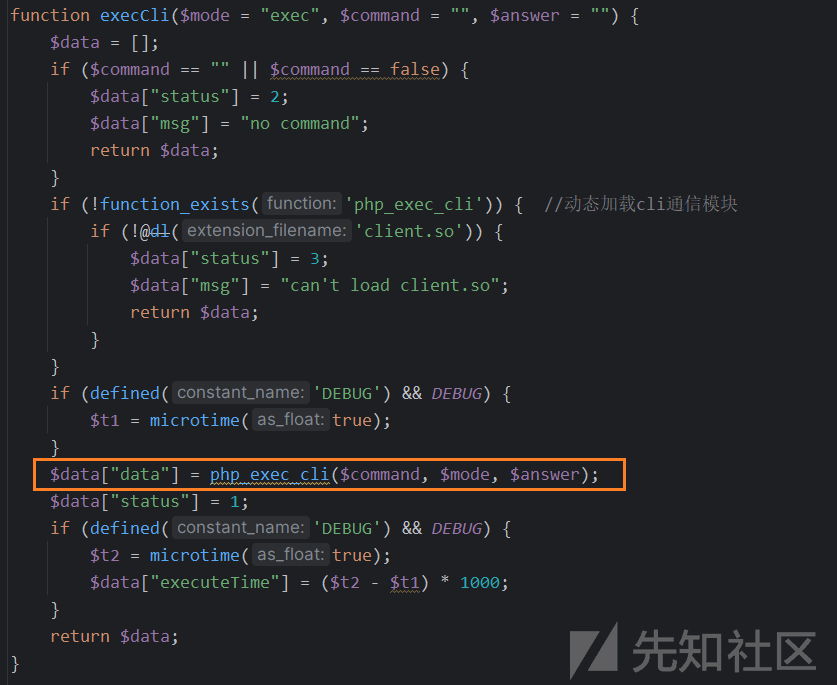 function execCli($mode = "exec", $command = "", $answer = "") {
    $data = [];
    if ($command == "" || $command == false) {
        $data["status"] = 2;
        $data["msg"] = "no command";
        return $data;
    }
    if (!function_exists( function: 'php_exec_cli')) {  //动态加载cli通信模块
        if (!@dl( extension_filename: 'client.so')) {
            $data["status"] = 3;
            $data["msg"] = "can't load client.so";
            return $data;
        }
    }
    if (defined( constant_name: 'DEBUG') && DEBUG) {
        $t1 = microtime( as_float: true);
    }
    $data["data"] = php_exec_cli($command, $mode, $answer);
    $data["status"] = 1;
    if (defined( constant_name: 'DEBUG') && DEBUG) {
        $t2 = microtime( as_float: true);
        $data["executeTime"] = ($t2 - $t1) * 1000;
    }
    return $data;
}
先知社区